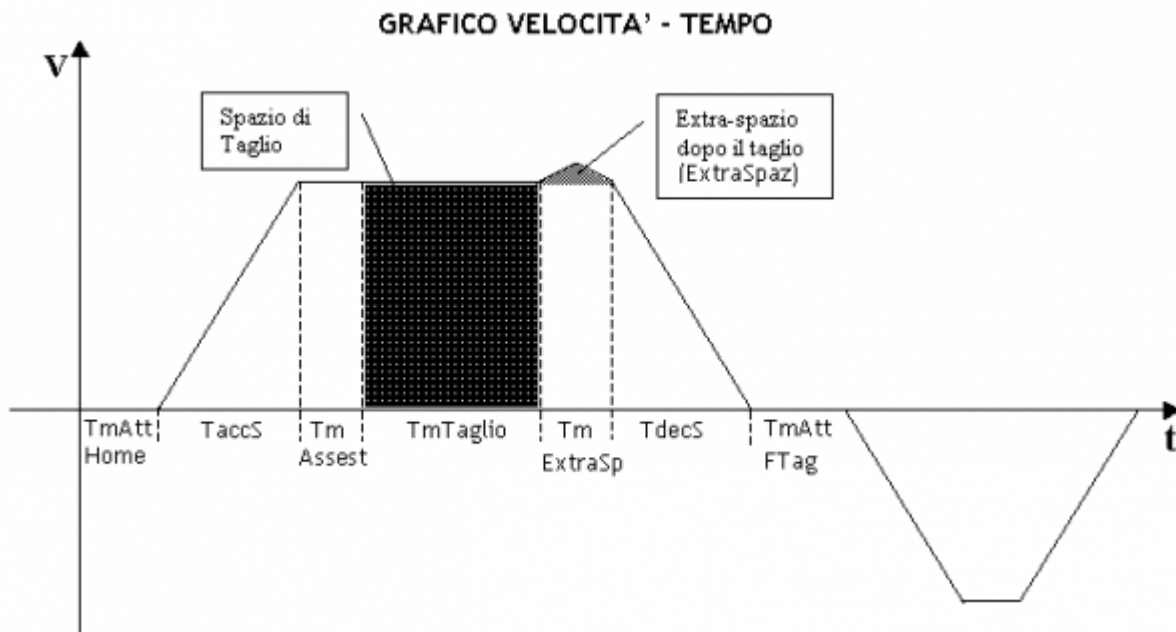 GRAFICO VELOCITA' - TEMPO
V
Spazio di
Taglio
Extra-spazio
dopo il taglio
(ExtraSpaz)
TmAtt
Home
TaccS
Tm
Assest
TmTaglio
Tm
ExtraSp
TdecS
TmAtt
FTag
t